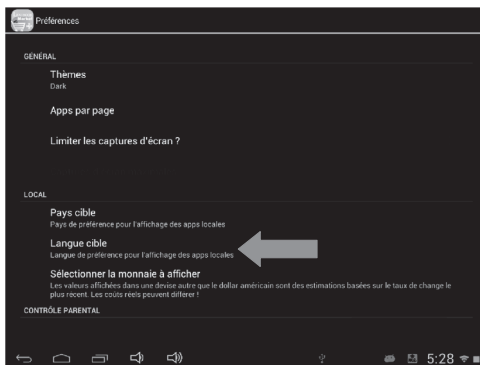 Préférences
GÉNÉRAL
Thèmes
Dark
Apps par page
Limiter les captures d'écran ?
LOCAL
Pays cible
Pays de préférence pour l'affichage des apps locales
Langue cible
Langue de préférence pour l'affichage des apps locales
Sélectionner la monnaie à afficher
Les valeurs affichées dans une devise autre que le dollar américain sont des estimations basées sur le taux de change le
plus récent. Les coûts réels peuvent différer !
CONTRÔLE PARENTAL
5:28